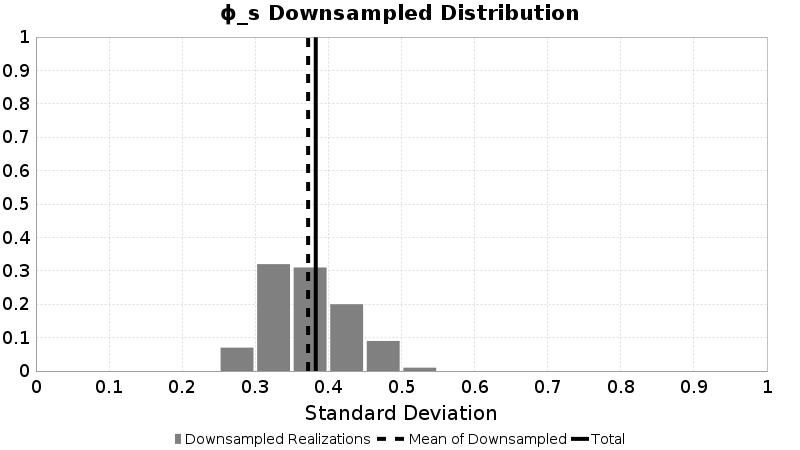 ϕ_s Downsampled Distribution
1
0.9
0.8
0.7
0.6
0.5
0.4
0.3
0.2
0.1
0
0 0.1 0.2 0.3 0.4 0.5 0.6 0.7 0.8 0.9 1
Standard Deviation
Downsampled Realizations Mean of Downsampled Total